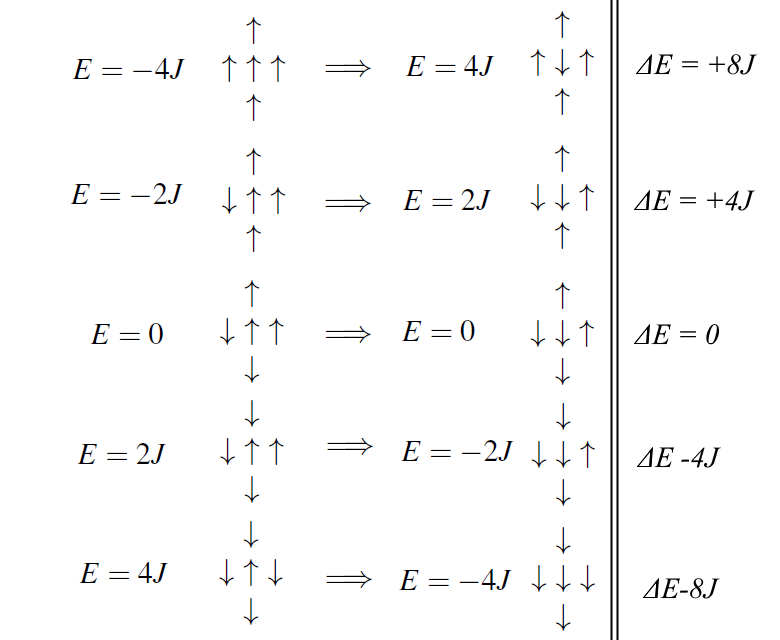 ↑
E = −4J ↑ ↑ ↑ ⟹ E = 4J ↑ ↓ ↑ ΔE = +8J
↑ ↑
↑ ↑
E = −2J ↓ ↑ ↑ ⟹ E = 2J ↓ ↓ ↑ ΔE = +4J
↑ ↑
↑ ↑
E = 0 ↓ ↑ ↑ ⟹ E = 0 ↓ ↓ ↑ ΔE = 0
↓ ↓
↓ ↓
E = 2J ↓ ↑ ↑ ⟹ E = −2J ↓ ↓ ↑ ΔE -4J
↓ ↓
↓ ↓
E = 4J ↓ ↑ ↓ ⟹ E = −4J ↓ ↓ ↓ ΔE-8J
↓ ↓